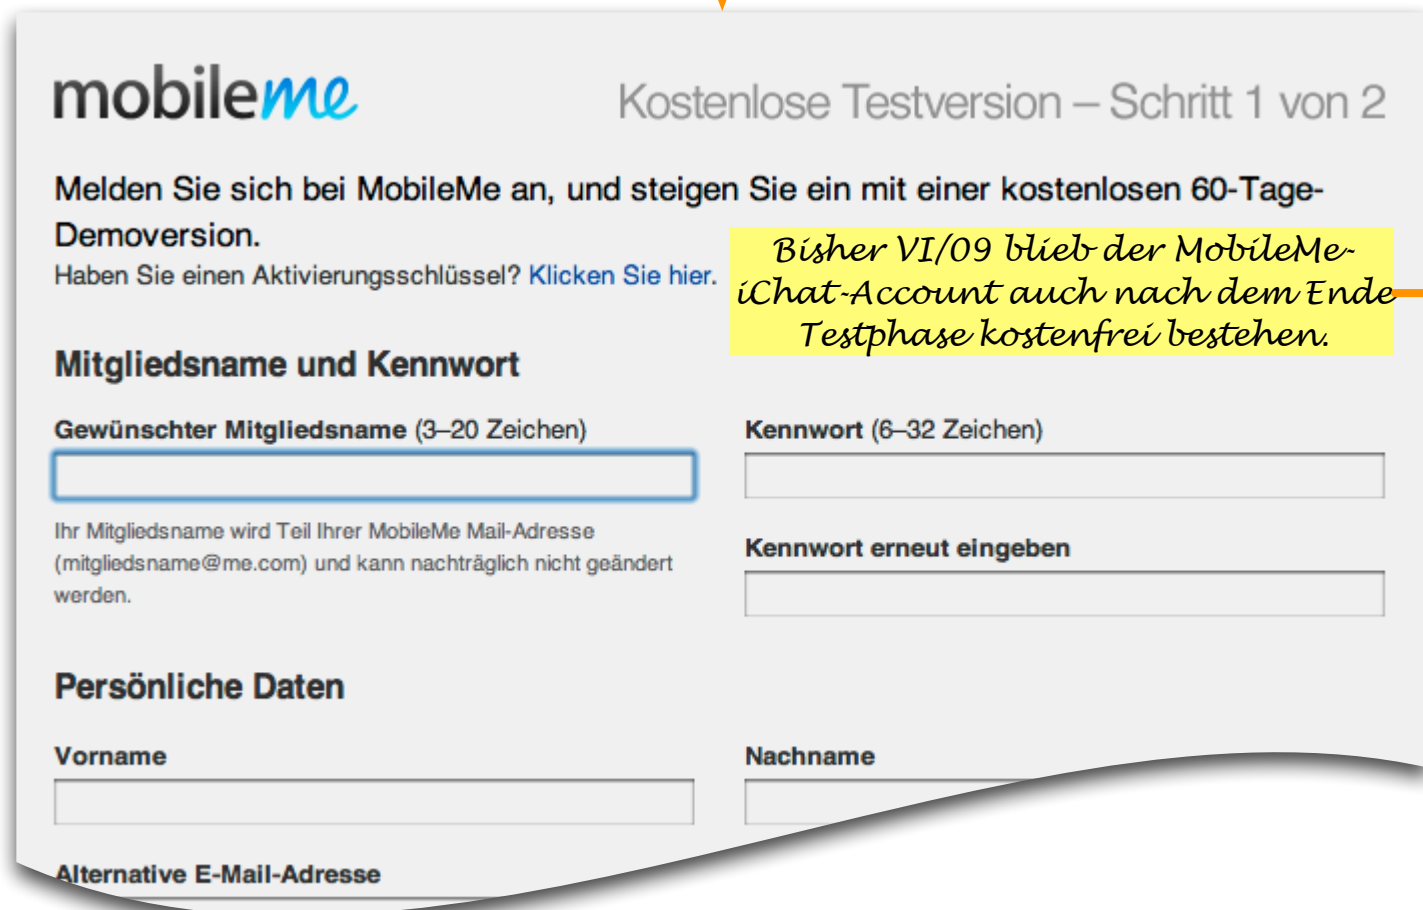 mobileme
Kostenlose Testversion – Schritt 1 von 2
Melden Sie sich bei MobileMe an, und steigen Sie ein mit einer kostenlosen 60-Tage-
Demoversion.
Haben Sie einen Aktivierungsschlüssel? Klicken Sie hier.
Bisher VI/09 blieb der MobileMe-
iChat-Account auch nach dem Ende
Testphase kostenfrei bestehen.
Mitgliedsname und Kennwort
Gewünschter Mitgliedsname (3–20 Zeichen)
Ihr Mitgliedsname wird Teil Ihrer MobileMe Mail-Adresse
(mitgliedsname@me.com) und kann nachträglich nicht geändert
werden.
Kennwort (6–32 Zeichen)
Kennwort erneut eingeben
Persönliche Daten
Vorname
Nachname
Alternative E-Mail-Adresse